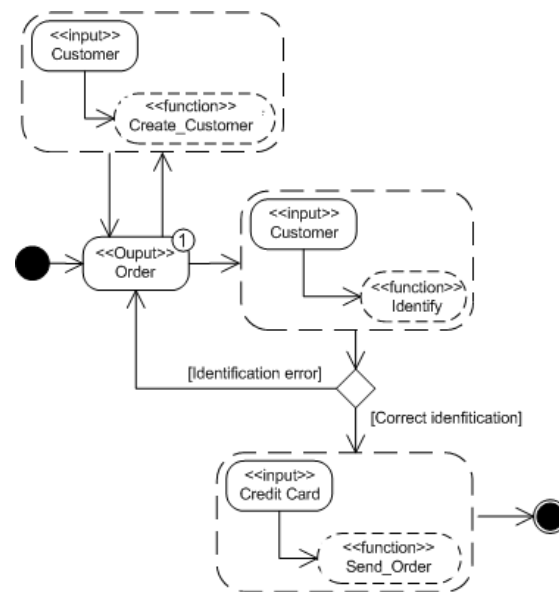 <<input>>
Customer
<<function>>
Create_Customer
<<Ouput>>
Order
1
<<input>>
Customer
<<function>>
Identify
[Identification error]
[Correct idenfitication]
<<input>>
Credit Card
<<function>>
Send_Order